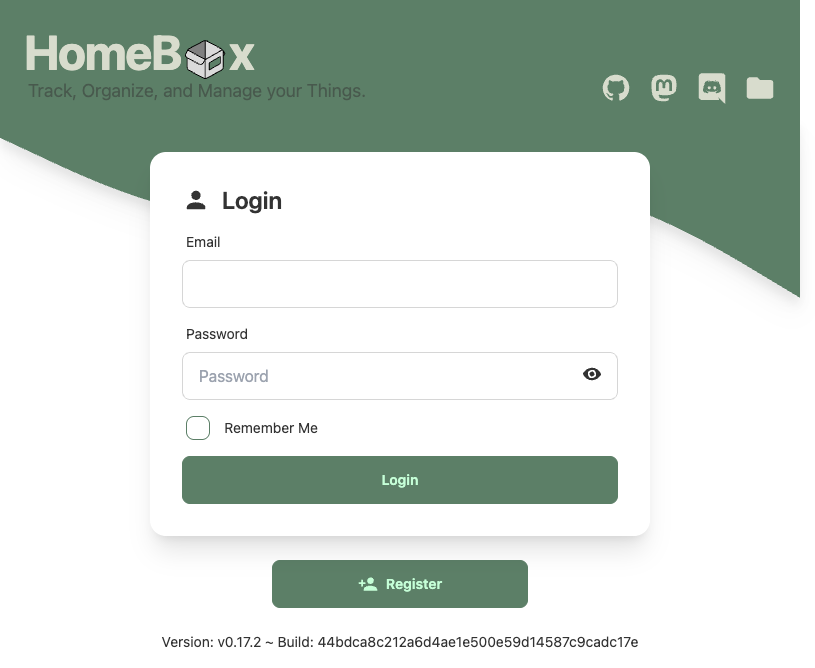 HomeBox
Track, Organize, and Manage your Things.
Login
Email
Password
Password
Remember Me
Login
Register
Version: v0.17.2 ~ Build: 44bdca8c212a6d4ae1e500e59d14587c9cadc17e